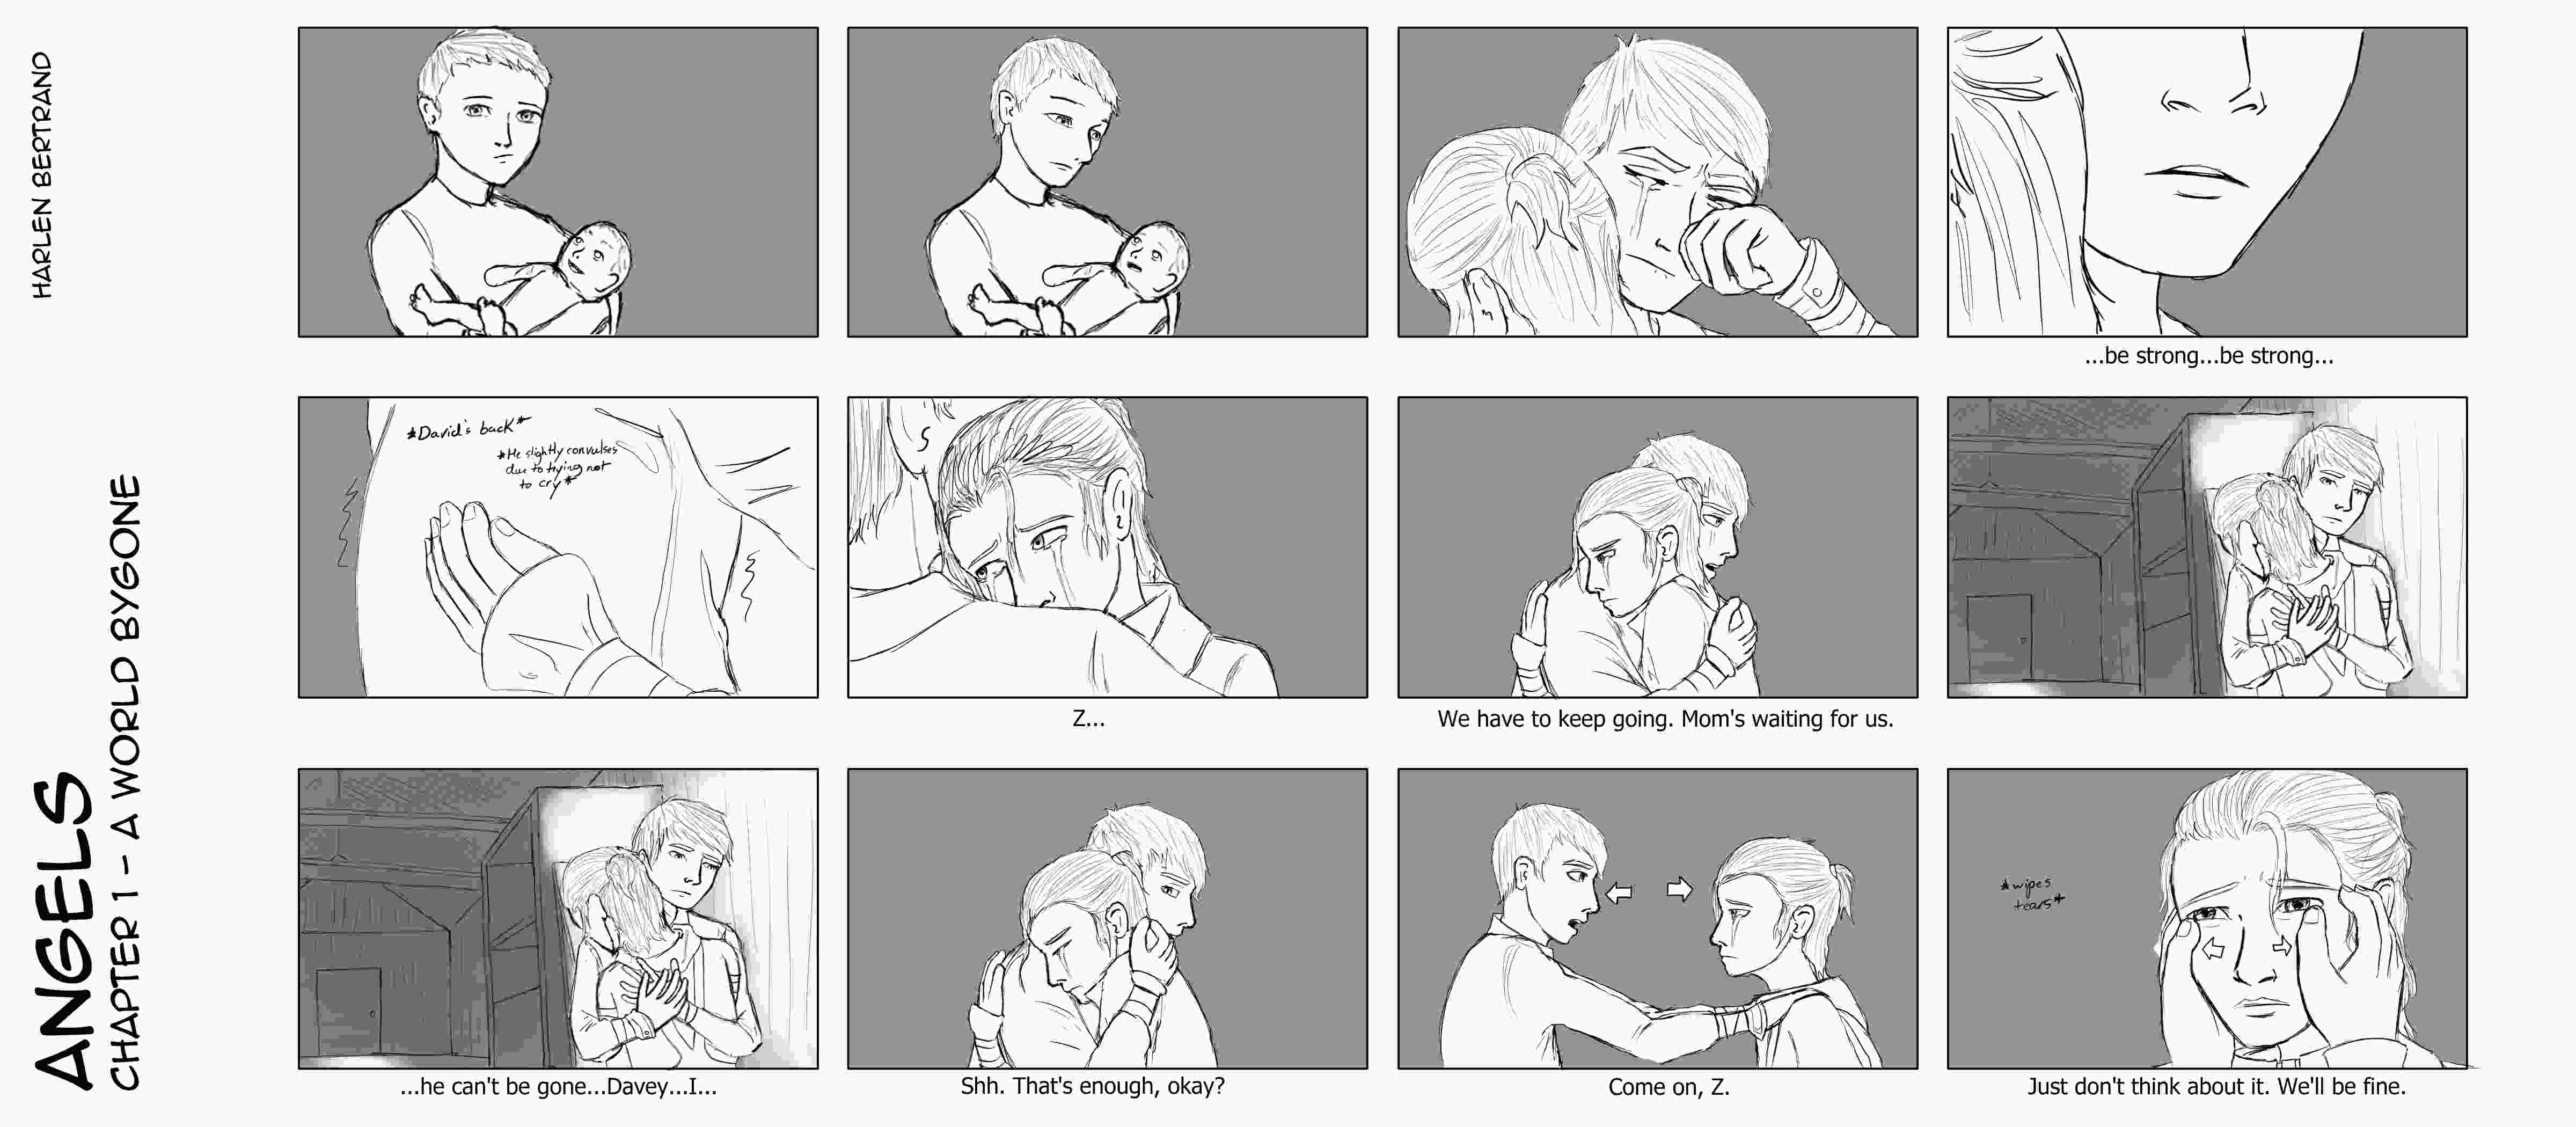 HARLEN BERTRAND
ANGELS
CHAPTER 1 - A WORLD BYGONE
...be strong...be strong...
*David's back*
*He slightly convulses
due to trying not
to cry*
Z...
We have to keep going. Mom's waiting for us.
...he can't be gone...Davey...I...
Shh. That's enough, okay?
Come on, Z.
*wipes
tears*
Just don't think about it. We'll be fine.